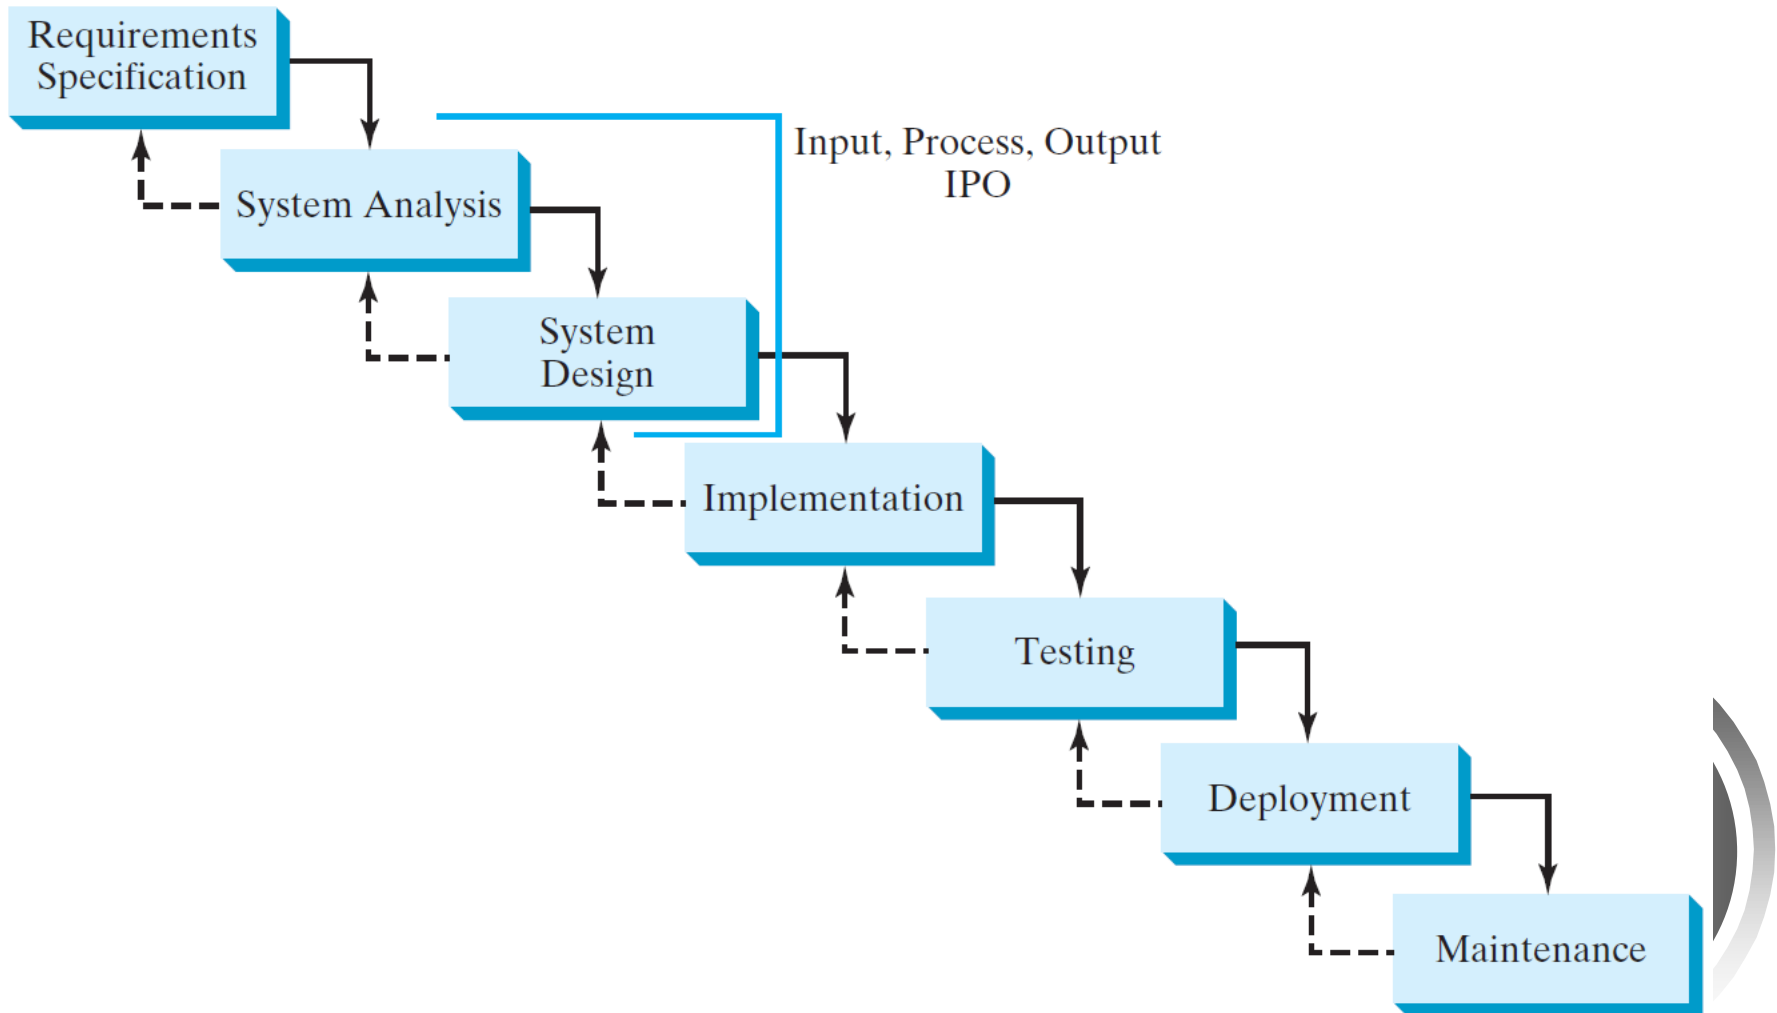 Requirements
Specification
Input, Process, Output
IPO
System Analysis
System
Design
Implementation
Testing
Deployment
Maintenance